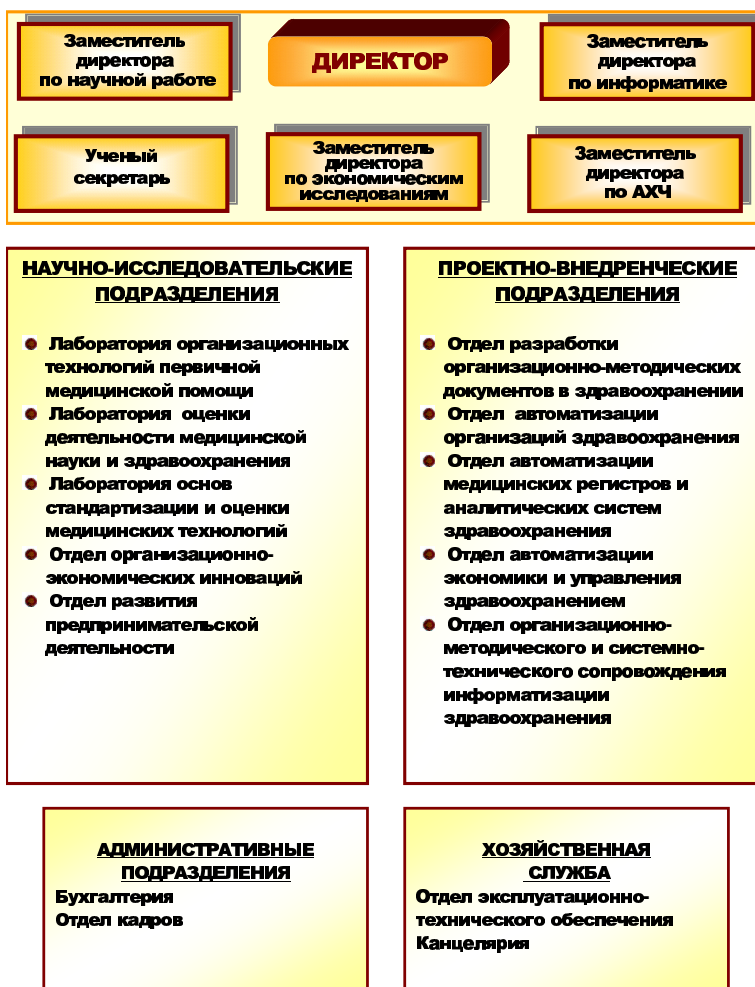 Заместитель
директора
по научной работе
ДИРЕКТОР
Заместитель
директора
по информатике
Ученый
секретарь
Заместитель
директора
по экономическим
исследованиям
Заместитель
директора
по АХЧ
НАУЧНО-ИССЛЕДОВАТЕЛЬСКИЕ
ПОДРАЗДЕЛЕНИЯ
Лаборатория организационных
технологий первичной
медицинской помощи
Лаборатория оценки
деятельности медицинской
науки и здравоохранения
Лаборатория основ
стандартизации и оценки
медицинских технологий
Отдел организационно-
экономических инноваций
Отдел развития
предпринимательской
деятельности
ПРОЕКТНО-ВНЕДРЕНЧЕСКИЕ
ПОДРАЗДЕЛЕНИЯ
Отдел разработки
организационно-методических
документов в здравоохранении
Отдел автоматизации
организаций здравоохранения
Отдел автоматизации
медицинских регистров и
аналитических систем
здравоохранения
Отдел автоматизации
экономики и управления
здравоохранением
Отдел организационно-
методического и системно-
технического сопровождения
информатизации
здравоохранения
АДМИНИСТРАТИВНЫЕ
ПОДРАЗДЕЛЕНИЯ
Бухгалтерия
Отдел кадров
ХОЗЯЙСТВЕННАЯ
СЛУЖБА
Отдел эксплуатационно-
технического обеспечения
Канцелярия